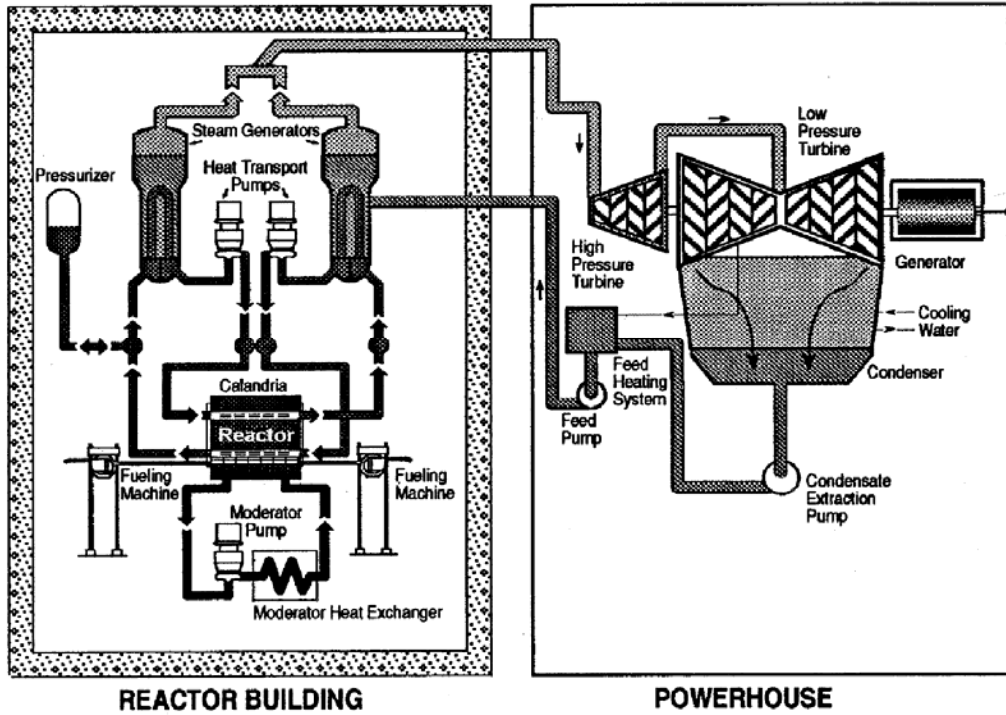 Steam Generators
Pressurizer
Heat Transport
Pumps
Calandria
Reactor
Fueling
Machine
Fueling
Machine
Moderator
Pump
Moderator Heat Exchanger
REACTOR BUILDING
Low
Pressure
Turbine
High
Pressure
Turbine
Generator
Cooling
Water
Condenser
Feed
Heating
System
Feed
Pump
Condensate
Extraction
Pump
POWERHOUSE